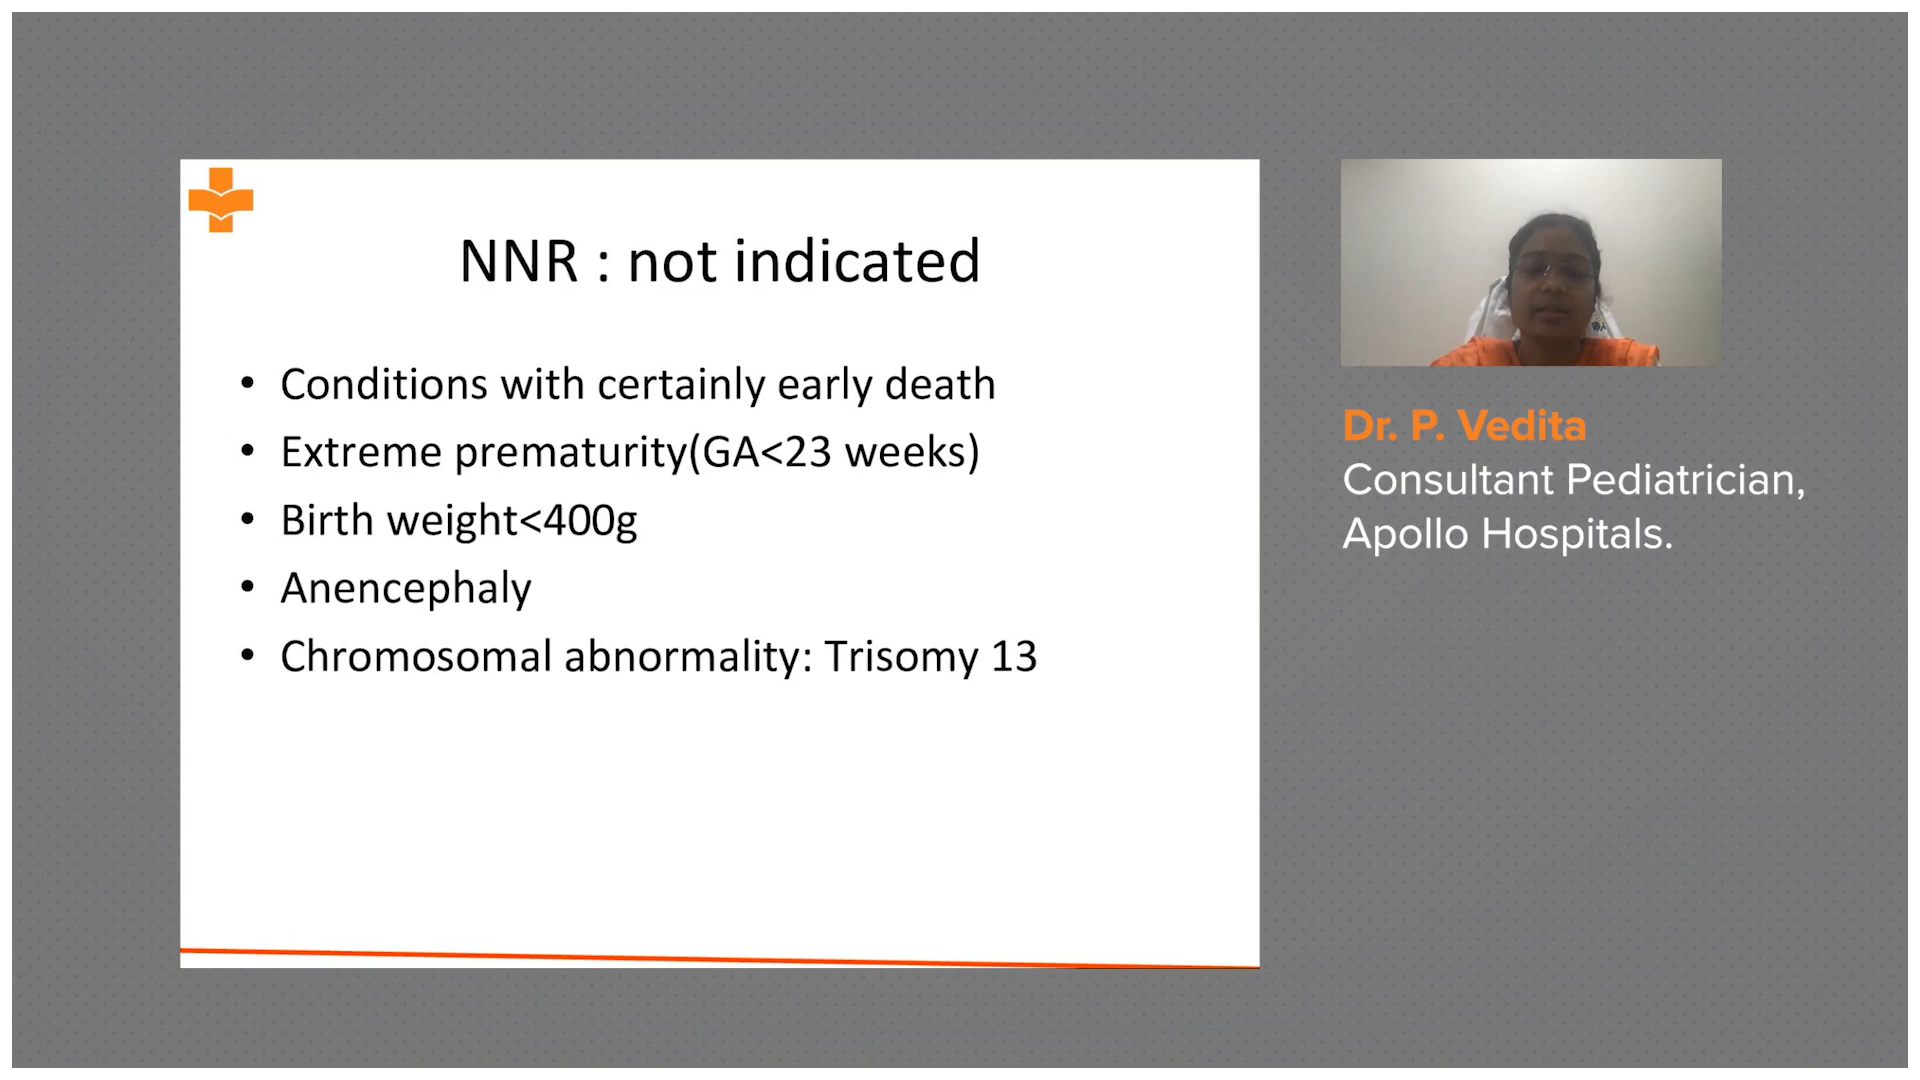 NNR : not indicated
• Conditions with certainly early death
• Extreme prematurity(GA<23 weeks)
• Birth weight<400g
• Anencephaly
• Chromosomal abnormality: Trisomy 13
Dr. P. Vedita
Consultant Pediatrician,
Apollo Hospitals.